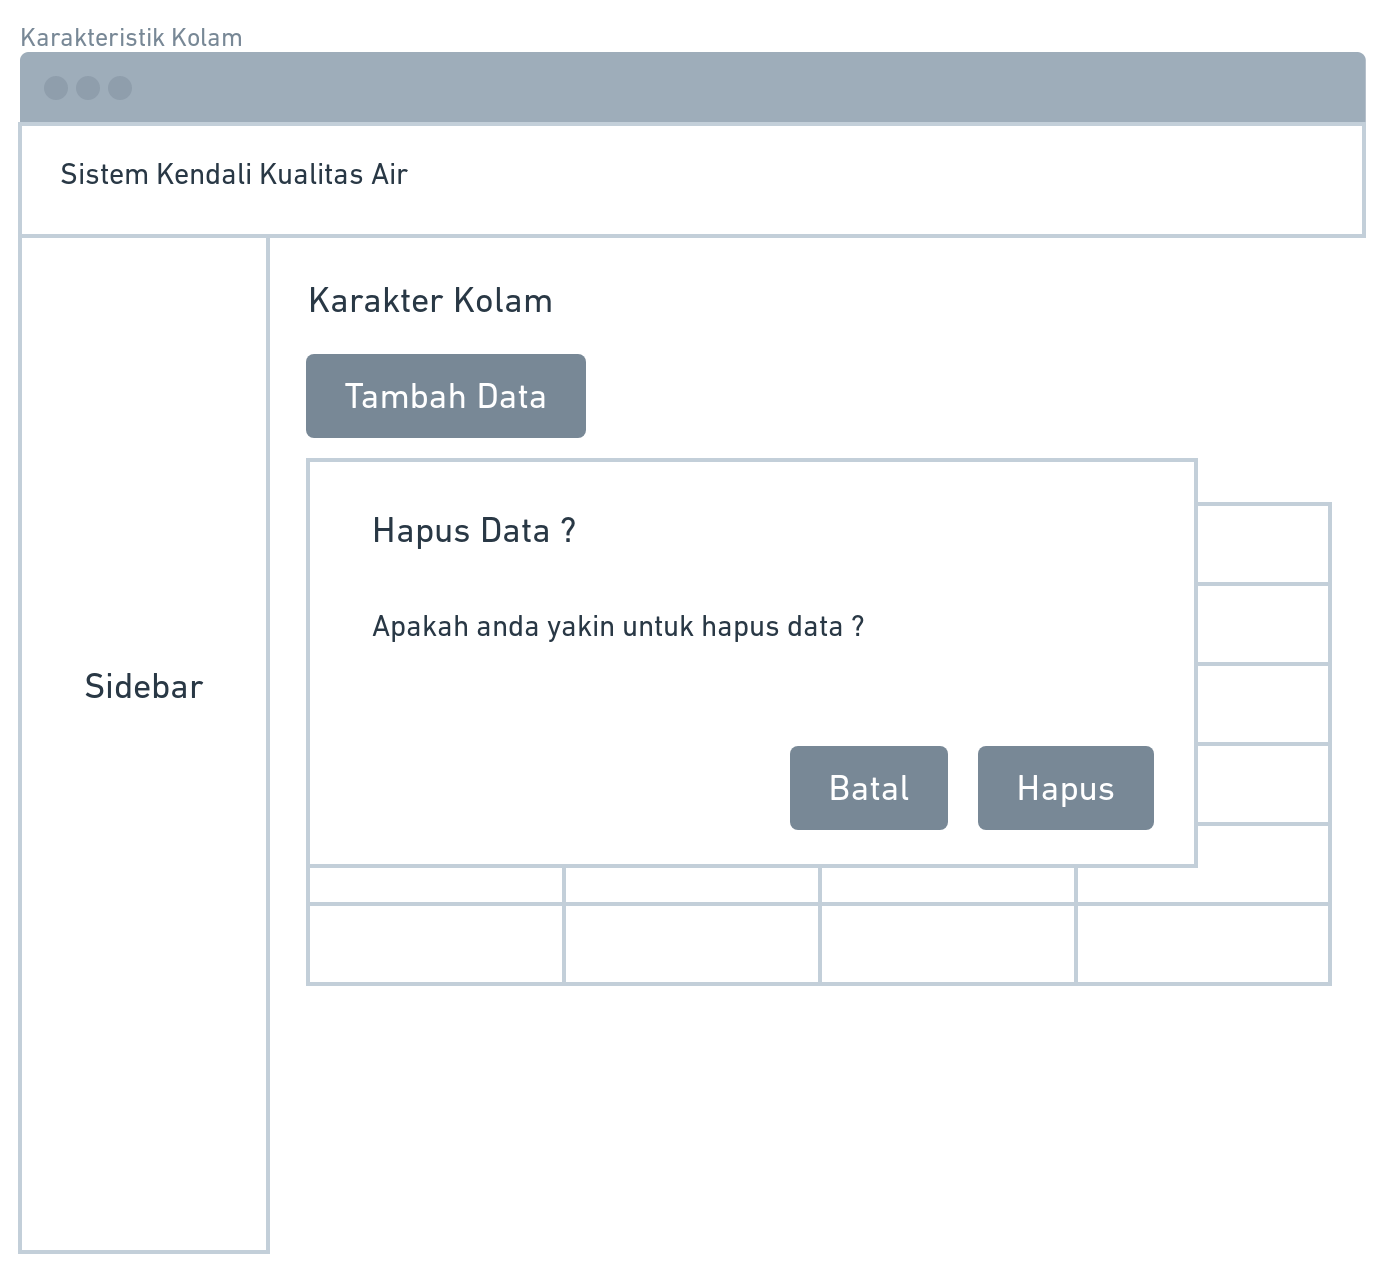 Karakteristik Kolam
Sistem Kendali Kualitas Air
Karakter Kolam
Tambah Data
Hapus Data ?
Apakah anda yakin untuk hapus data ?
Sidebar
Batal
Hapus